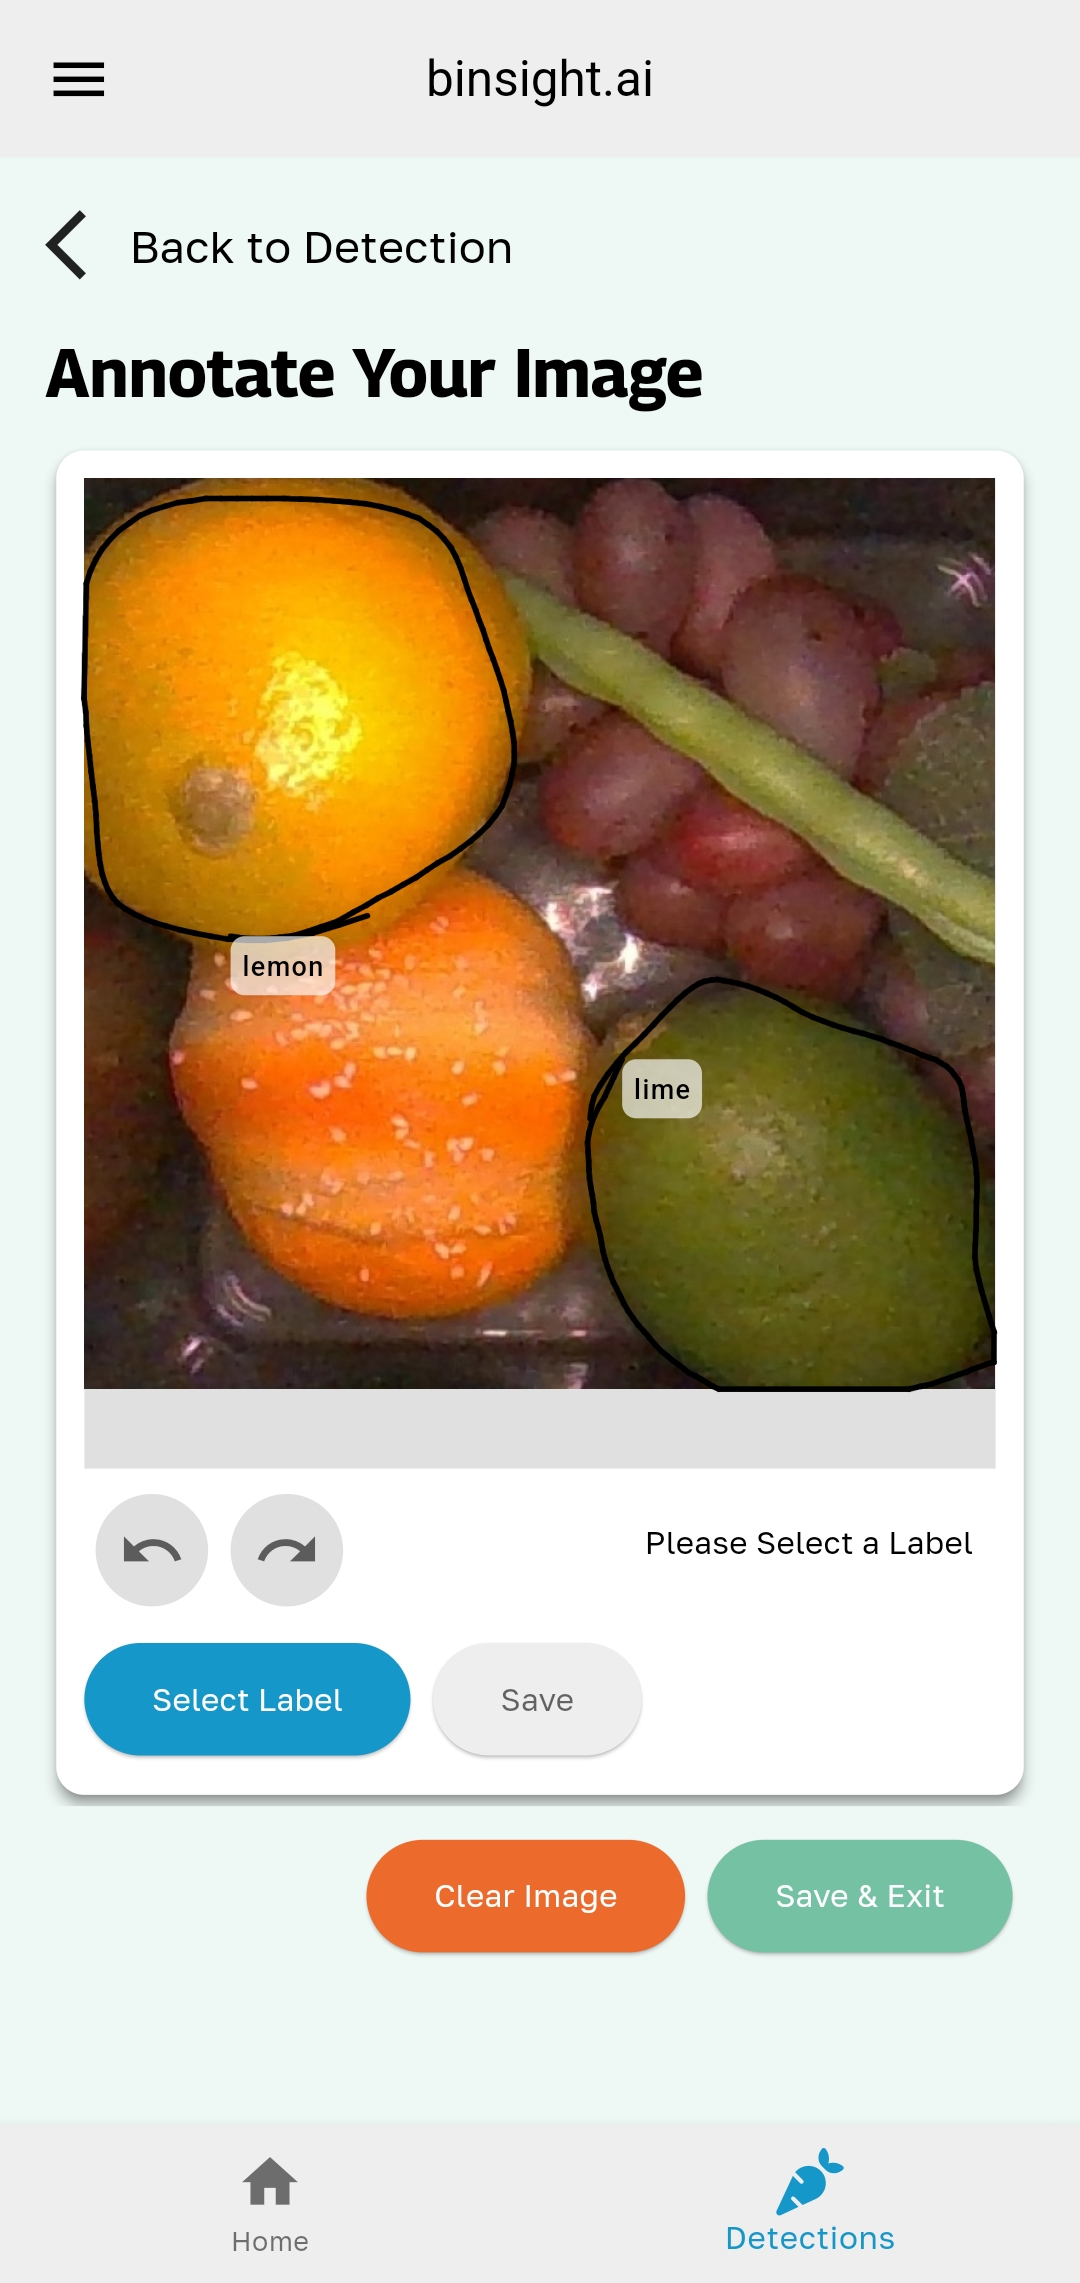 binsight.ai
Back to Detection
Annotate Your Image
lemon
lime
Please Select a Label
Select Label
Save
Clear Image
Save & Exit
Home
Detections